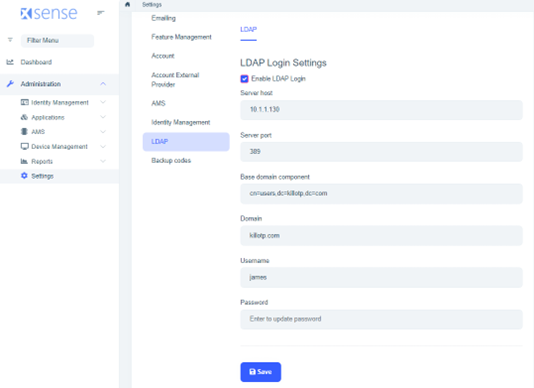 xsense
Filter Menu
Dashboard
Administration
Identity Management
Applications
AMS
Device Management
Reports
Settings
Settings
Emailing
Feature Management
Account
Account External
Provider
AMS
Identity Management
LDAP
Backup codes
LDAP
LDAP Login Settings
Enable LDAP Login
Server host
10.1.1.130
Server port
389
Base domain component
cn=users,dc=killotp,dc=com
Domain
killotp.com
Username
james
Password
Enter to update password
Save